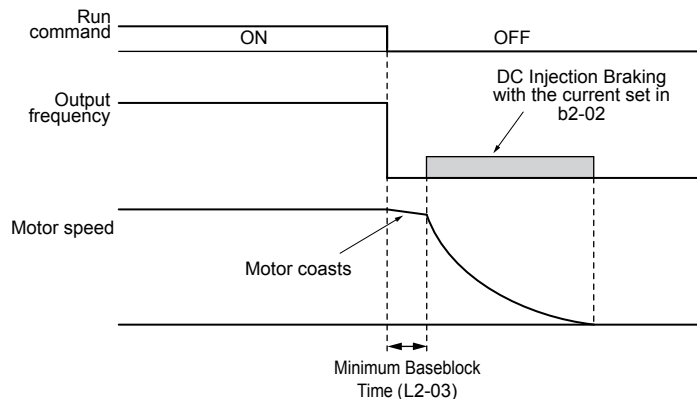 Run
command
ON
OFF
DC Injection Braking
with the current set in
b2-02
Output
frequency
Motor speed
Motor coasts
Minimum Baseblock
Time (L2-03)